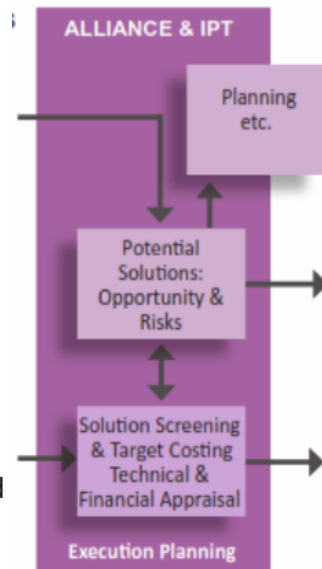 s
ALLIANCE & IPT
Planning
etc.
Potential
Solutions:
Opportunity &
Risks
Solution Screening
& Target Costing
Technical &
Financial Appraisal
d
Execution Planning